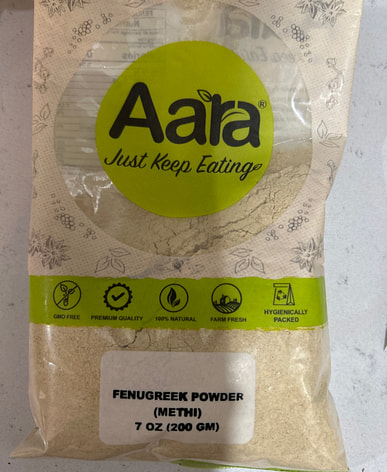 Aara®
Just Keep Eating
GMO FREE
PREMIUM QUALITY
100% NATURAL
FARM FRESH
HYGIENICALLY
PACKED
FENUGREEK POWDER
(METHI)
7 OZ (200 GM)